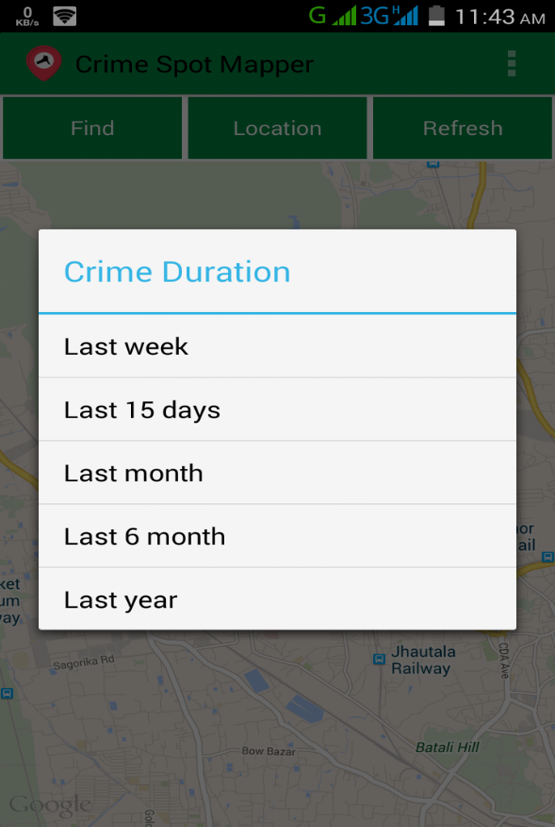 0
KB/s
G 3G H 11:43 AM
Crime Spot Mapper
Find Location Refresh
Crime Duration
Last week
Last 15 days
Last month
Last 6 month
Last year
or
ail
ket
um
way
Jhautala
Railway
Sagorika Rd
CDA Ave
Bow Bazar
Batali Hill
Google